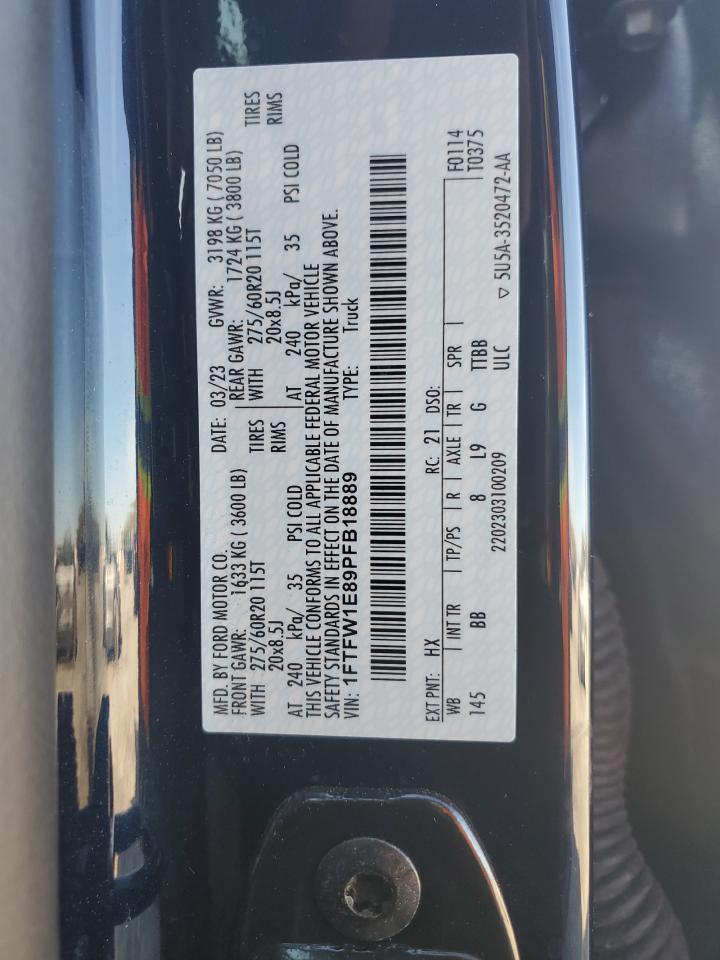 MFD. BY FORD MOTOR CO. DATE: 03/23 GVWR: 3198 KG ( 7050 LB)
FRONT GAWR: 1633 KG ( 3600 LB) REAR GAWR: 1724 KG ( 3800 LB)
WITH 275/60R20 115T TIRES WITH 275/60R20 115T TIRES
20x8.5J RIMS 20x8.5J RIMS
AT 240 kPa/ 35 PSI COLD AT 240 kPa/ 35 PSI COLD
THIS VEHICLE CONFORMS TO ALL APPLICABLE FEDERAL MOTOR VEHICLE
SAFETY STANDARDS IN EFFECT ON THE DATE OF MANUFACTURE SHOWN ABOVE.
VIN: 1FTFW1E89PFB18889 TYPE: Truck
EXT PNT: HX RC: 21 DSO: F0114
WB INT TR TP/PS R AXLE TR SPR T0375
145 BB 8 L9 G TTBB
2202303100209 ULC ▽ 5U5A-3520472-AA